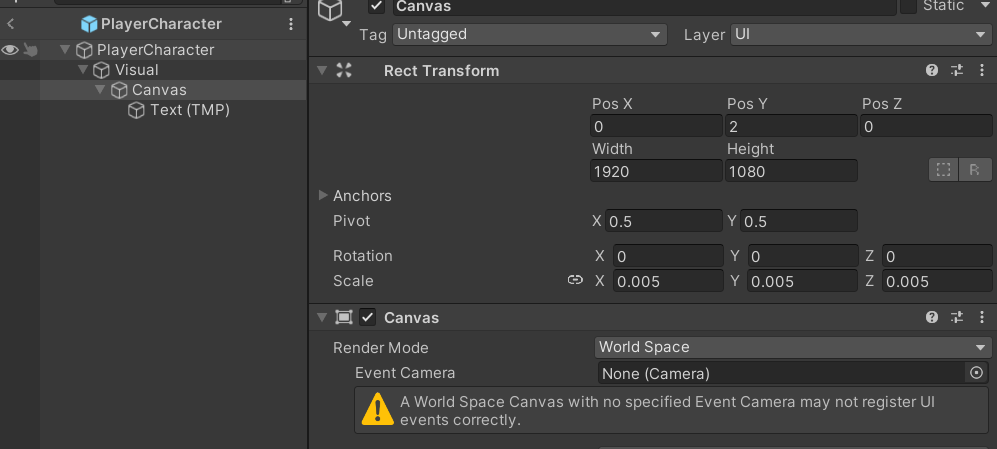 PlayerCharacter
PlayerCharacter
Visual
Canvas
Text (TMP)
Canvas
Static
Tag Untagged Layer UI
Rect Transform
Pos X Pos Y Pos Z
0 2 0
Width Height
1920 1080
R
Anchors
Pivot X 0.5 Y 0.5
Rotation X 0 Y 0 Z 0
Scale X 0.005 Y 0.005 Z 0.005
Canvas
Render Mode World Space
Event Camera None (Camera)
A World Space Canvas with no specified Event Camera may not register UI
events correctly.